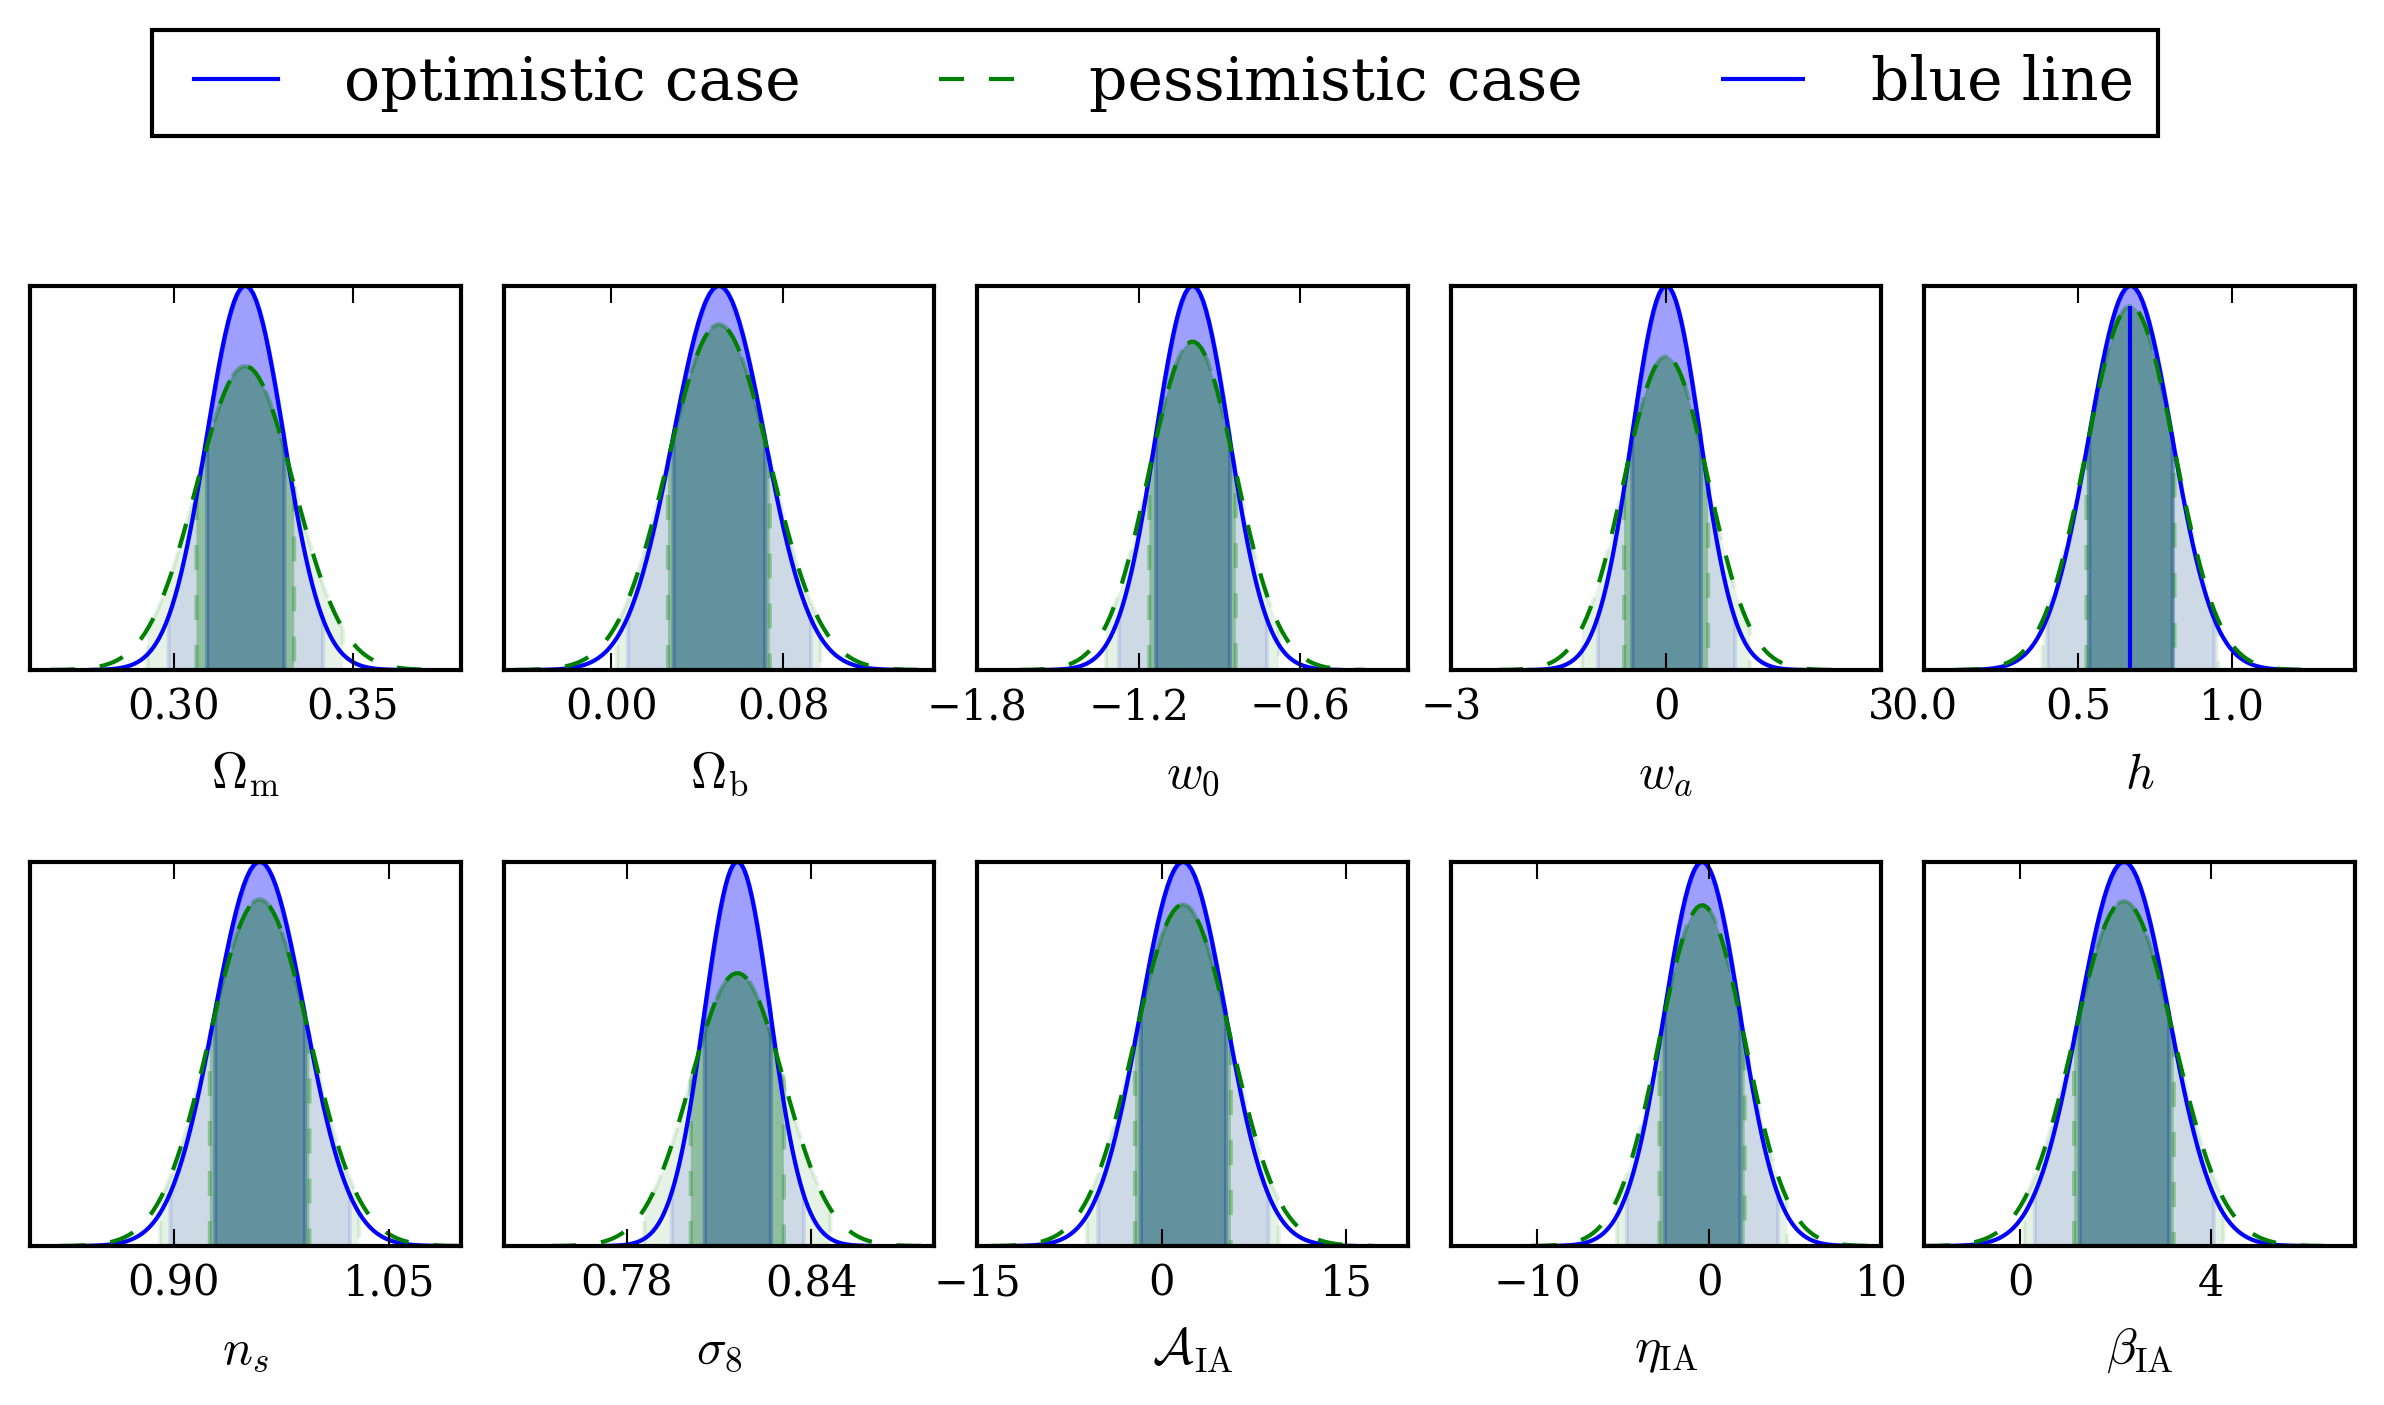 optimistic case pessimistic case blue line
0.30 0.35 0.00 0.08 −1.8 −1.2 −0.6 −3 0 3 0.0 0.5 1.0
Ωm Ωb w0 wa h
0.90 1.05 0.78 0.84 −15 0 15 −10 0 10 0 4
ns σ8 𝒜IA ηIA βIA